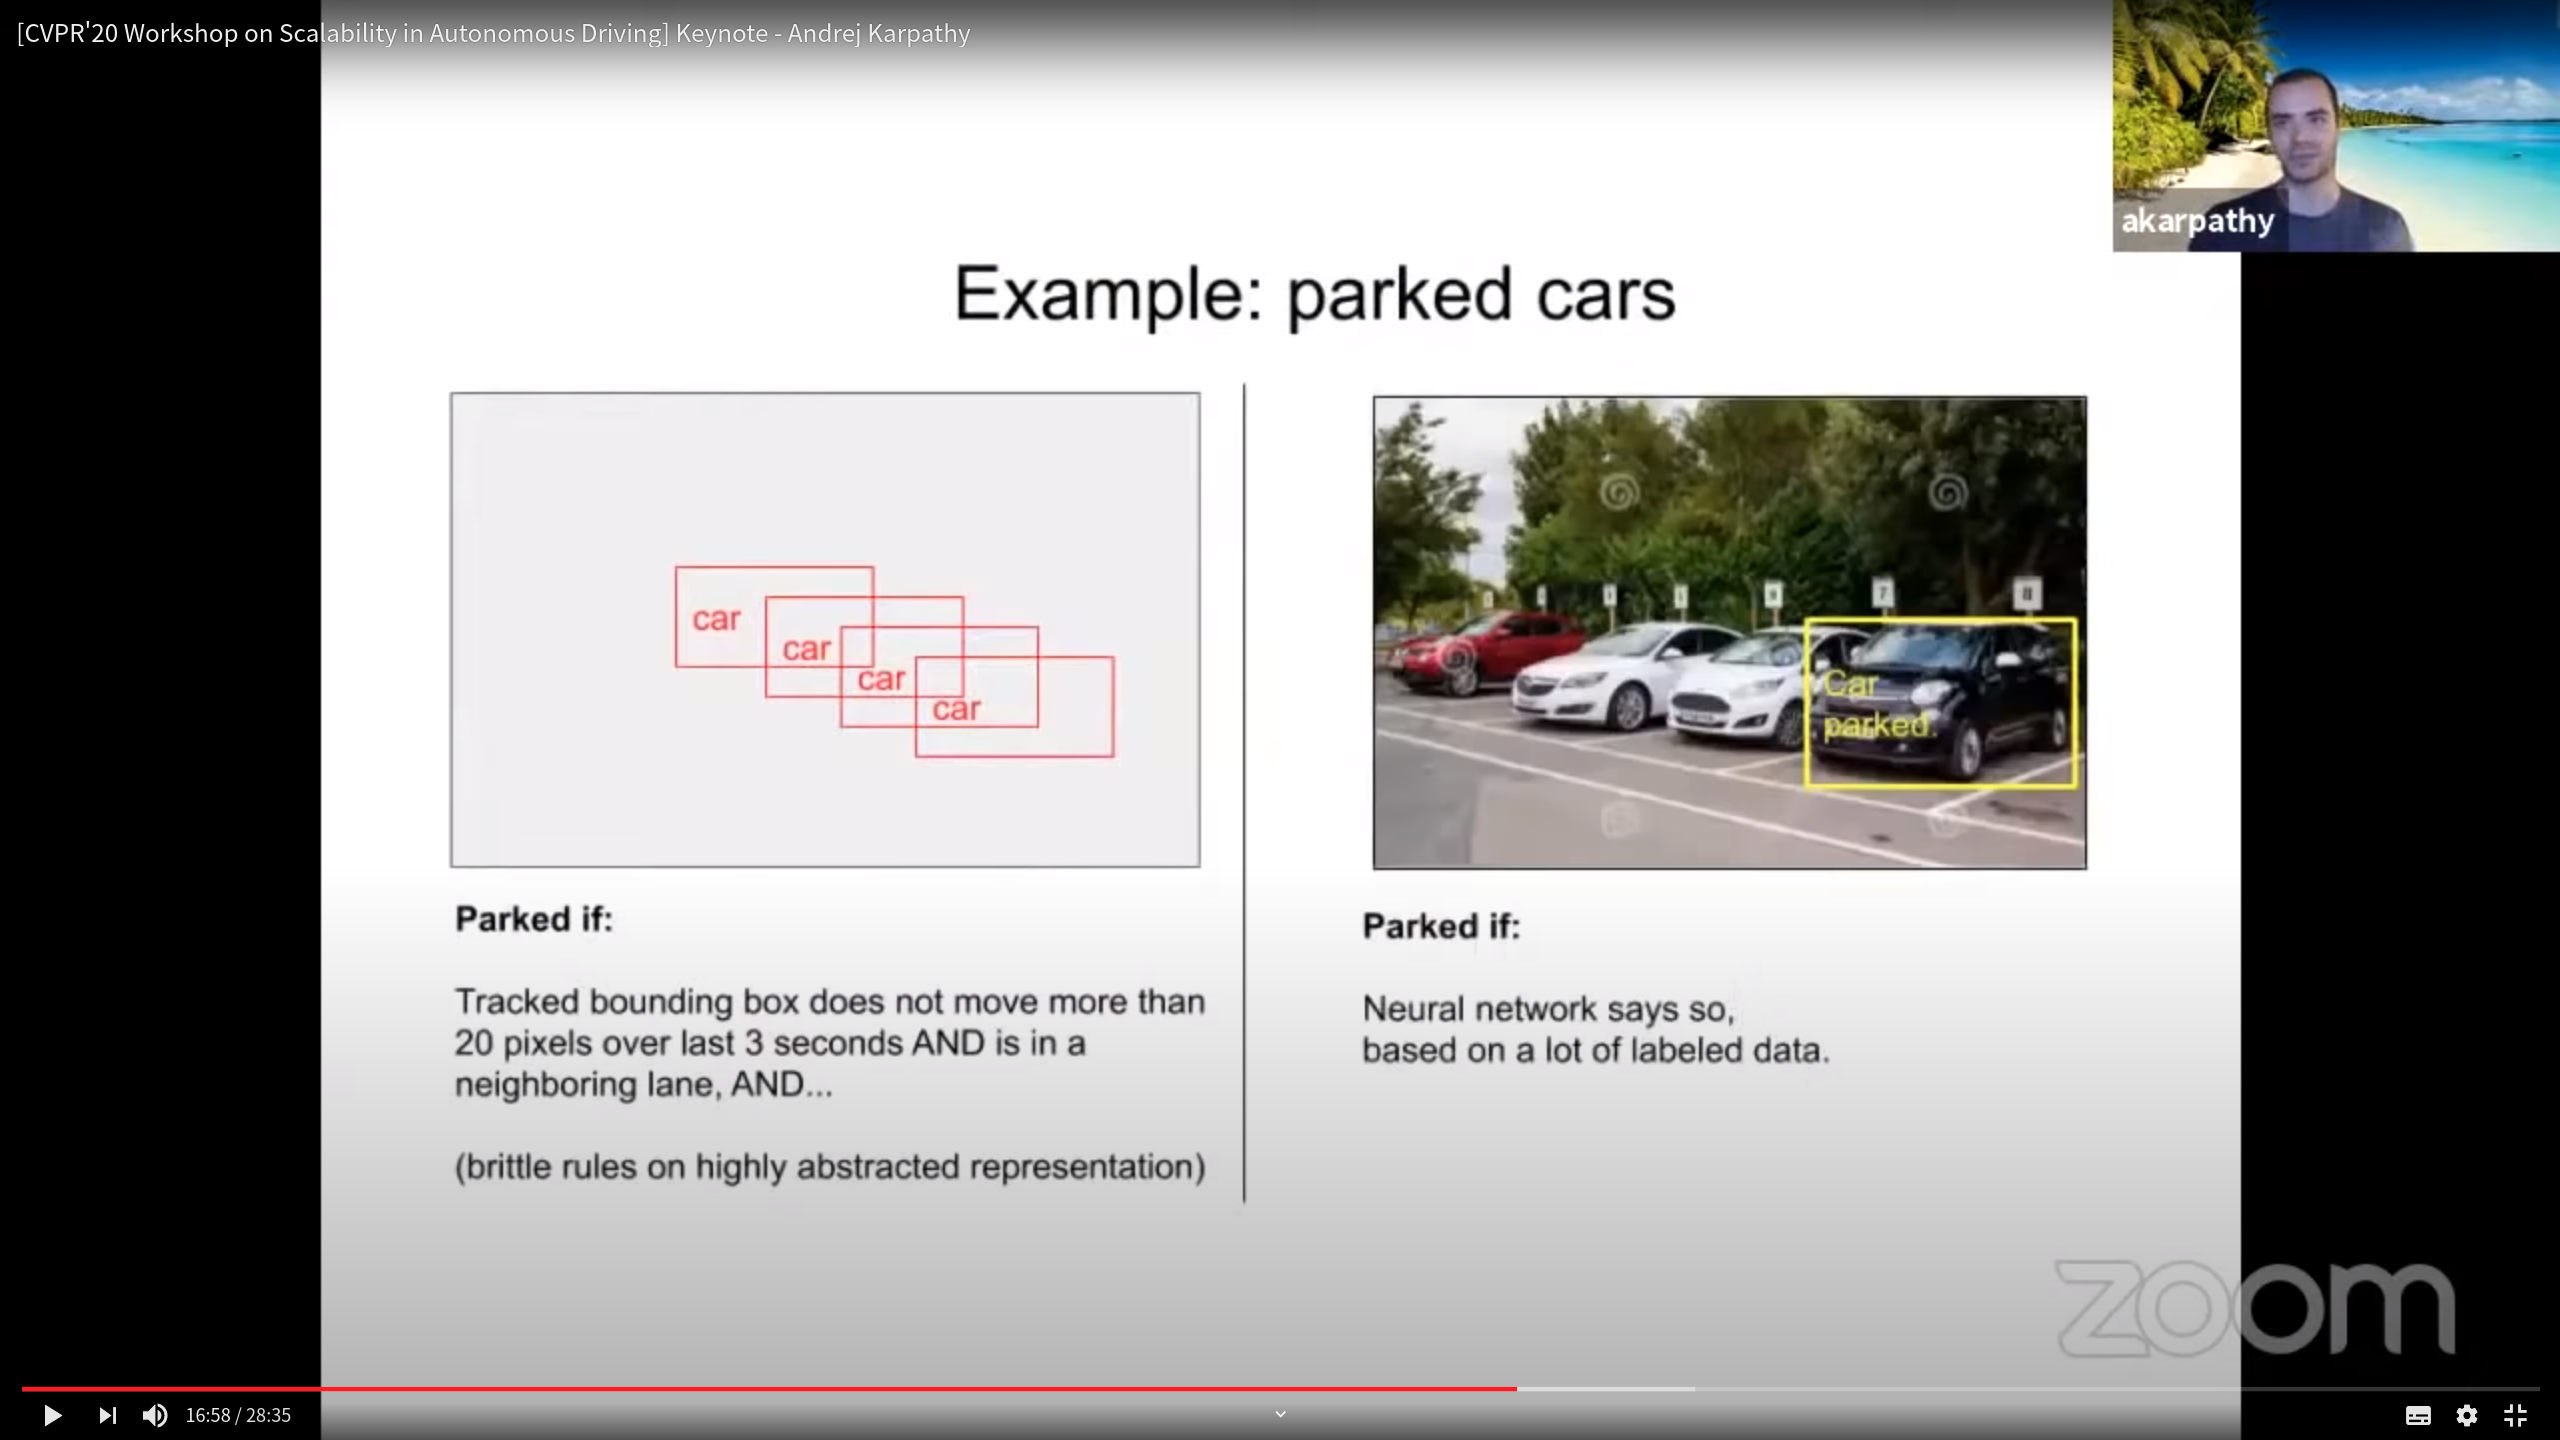 [CVPR'20 Workshop on Scalability in Autonomous Driving] Keynote - Andrej Karpathy
akarpathy
Example: parked cars
car
car
car
car
7
8
Car
parked.
Parked if:
Tracked bounding box does not move more than
20 pixels over last 3 seconds AND is in a
neighboring lane, AND...
(brittle rules on highly abstracted representation)
Parked if:
Neural network says so,
based on a lot of labeled data.
zoom
16:58 / 28:35